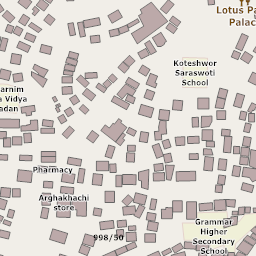 Lotus Pa
Palac
Koteshwor
Saraswoti
School
arnim
a Vidya
adan
Pharmacy
Arghakhachi
store
Grammar
Higher
Secondary
School
998/50